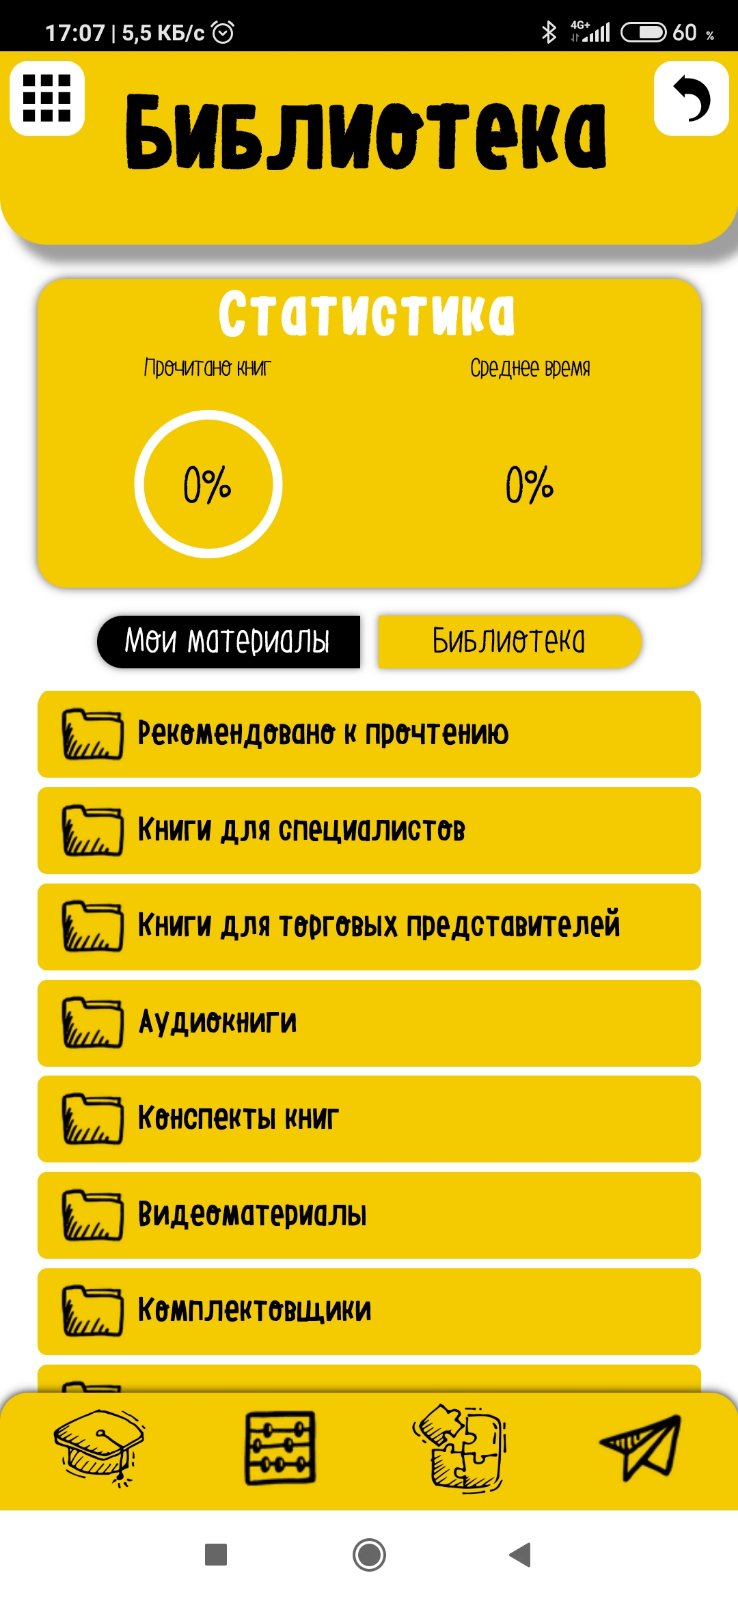 17:07 | 5,5 КБ/с
4G+ 60 %
Библиотека
Статистика
Прочитано книг Среднее время
0% 0%
Мои материалы Библиотека
Рекомендовано к прочтению
Книги для специалистов
Книги для торговых представителей
Аудиокниги
Конспекты книг
Видеоматериалы
Комплектовщики